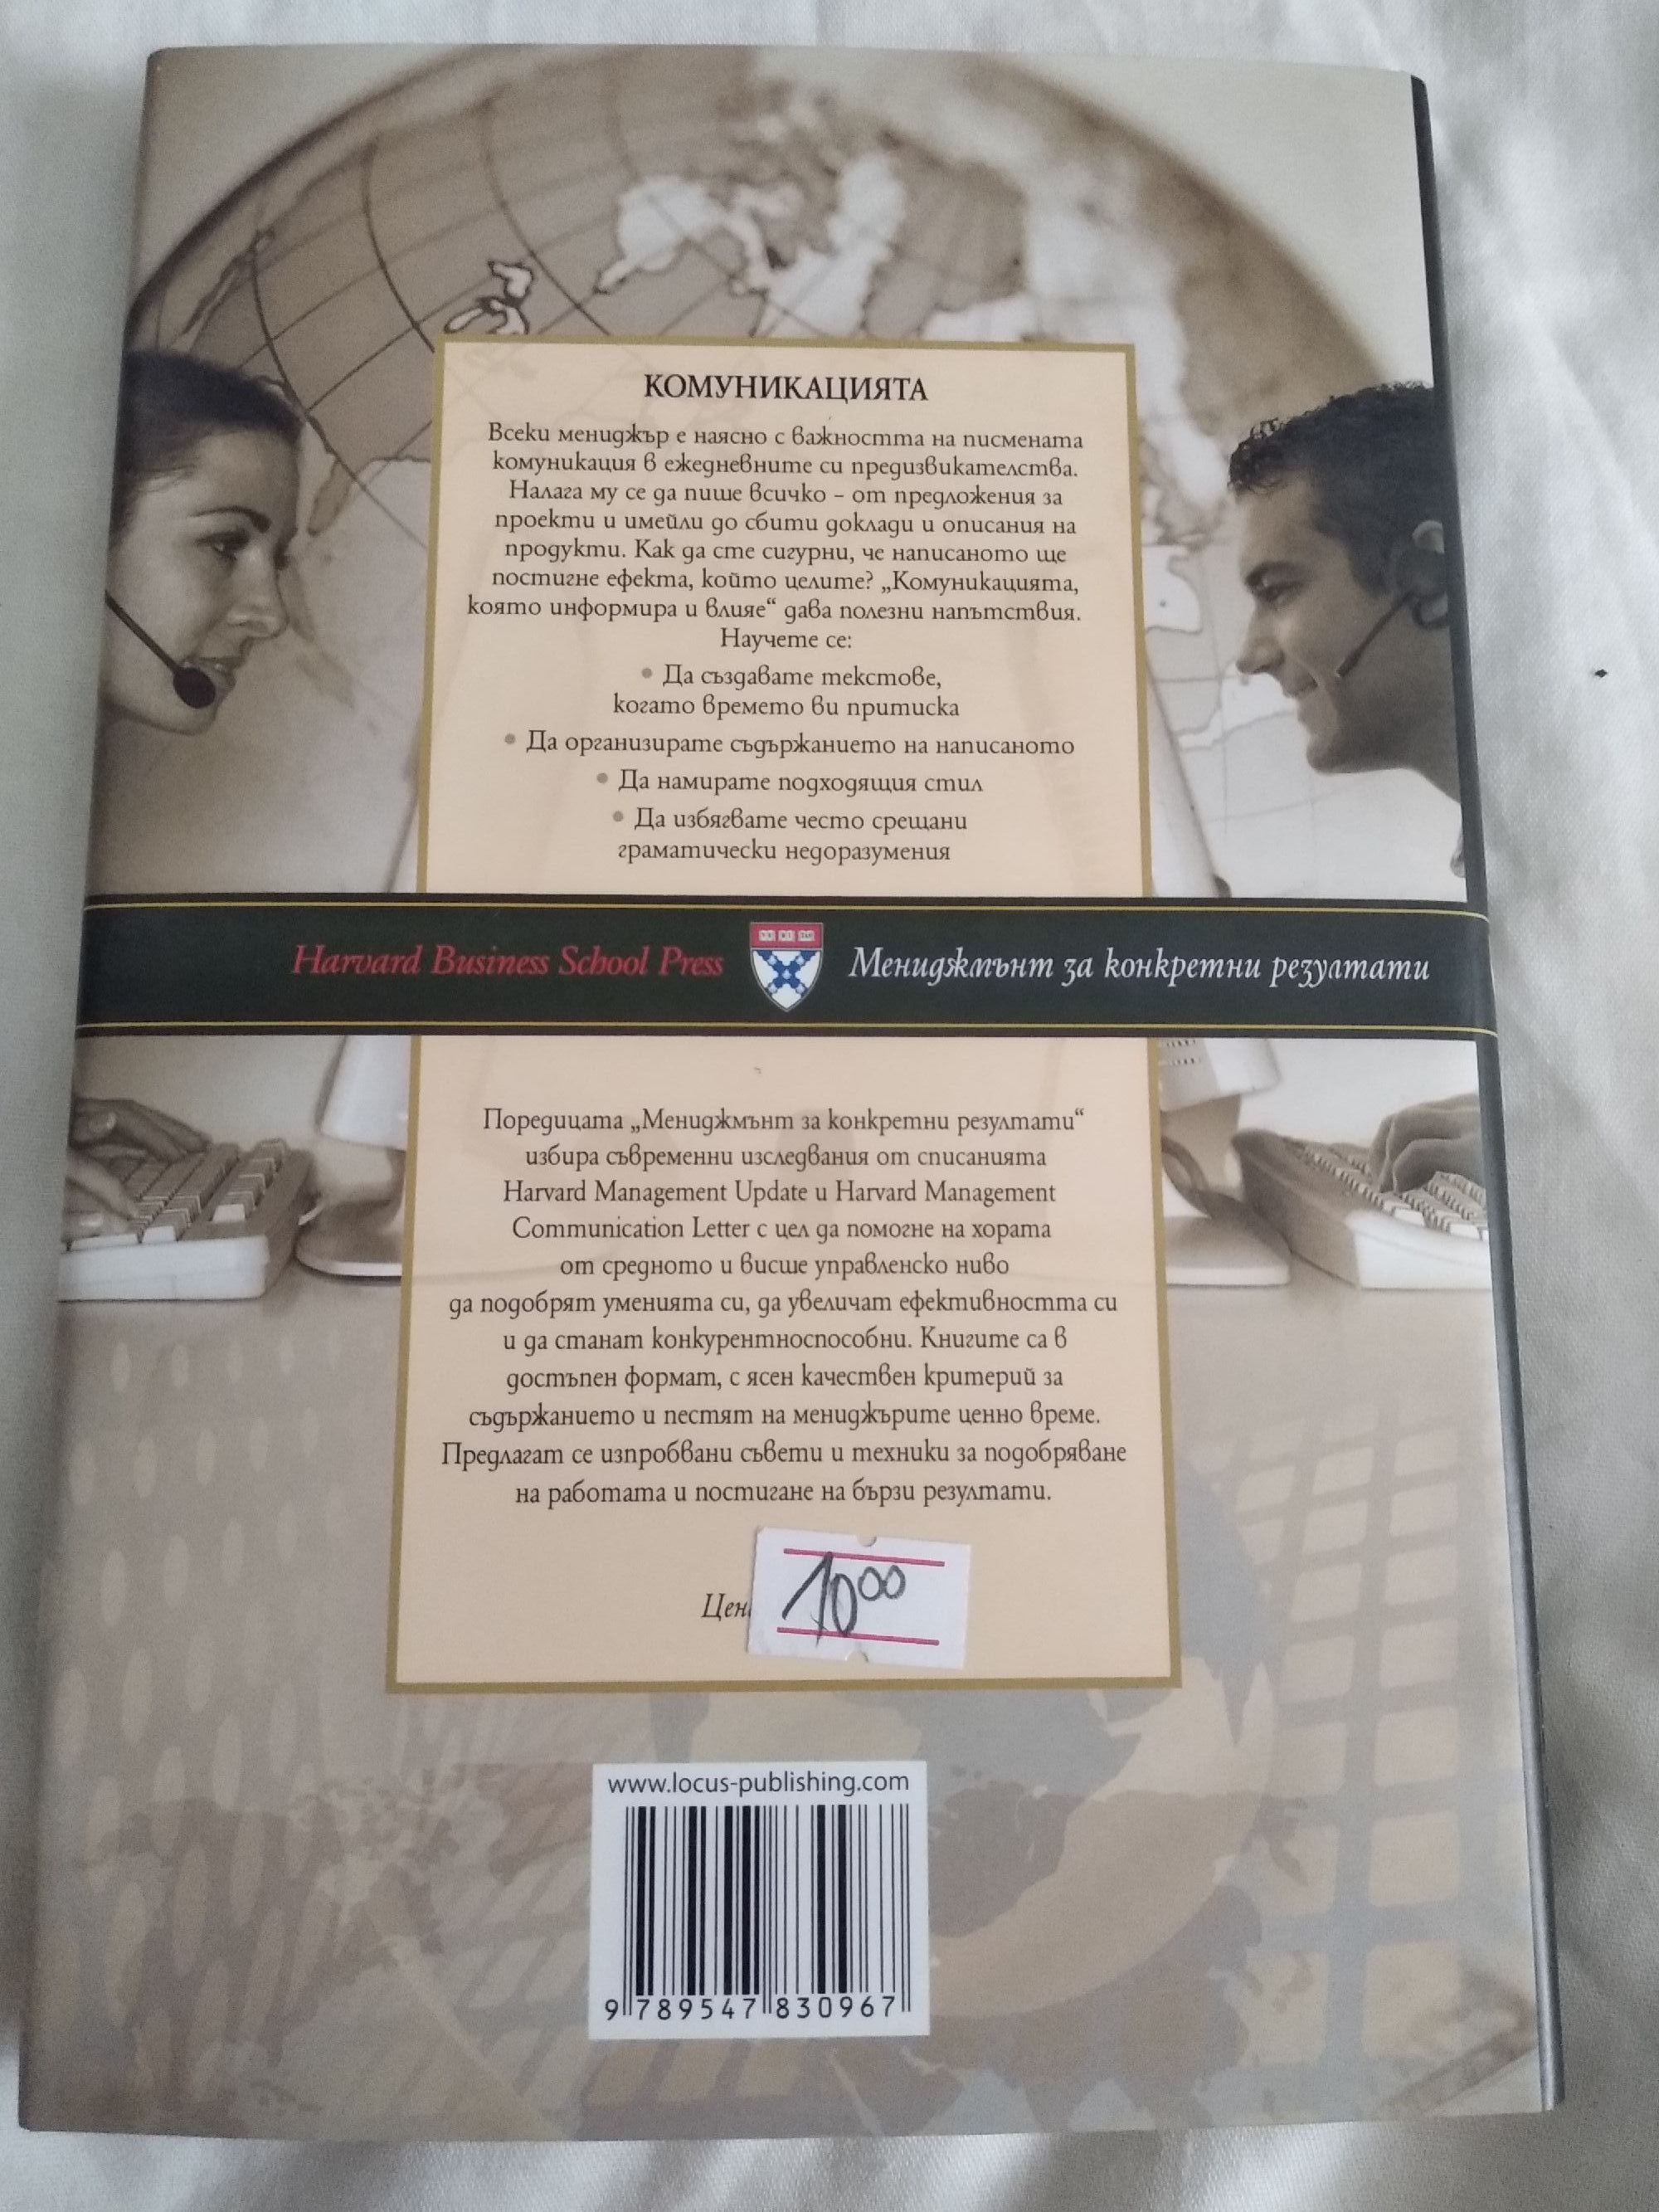 КОМУНИКАЦИЯТА
Всеки мениджър е наясно с важността на писмената
комуникация в ежедневните си предизвикателства.
Налага му се да пише всичко – от предложения за
проекти и имейли до сбити доклади и описания на
продукти. Как да сте сигурни, че написаното ще
постигне ефекта, който целите? „Комуникацията,
която информира и влияе“ дава полезни напътствия.
Научете се:
• Да създавате текстове,
когато времето ви притиска
• Да организирате съдържанието на написаното
• Да намирате подходящия стил
• Да избягвате често срещани
граматически недоразумения
Harvard Business School Press Мениджмънт за конкретни резултати
Поредицата „Мениджмънт за конкретни резултати“
избира съвременни изследвания от списанията
Harvard Management Update и Harvard Management
Communication Letter с цел да помогне на хората
от средното и висше управленско ниво
да подобрят уменията си, да увеличат ефективността си
и да станат конкурентноспособни. Книгите са в
достъпен формат, с ясен качествен критерий за
съдържанието и пестят на мениджърите ценно време.
Предлагат се изпробвани съвети и техники за подобряване
на работата и постигане на бързи резултати.
1000
www.locus-publishing.com
9 789547 830967